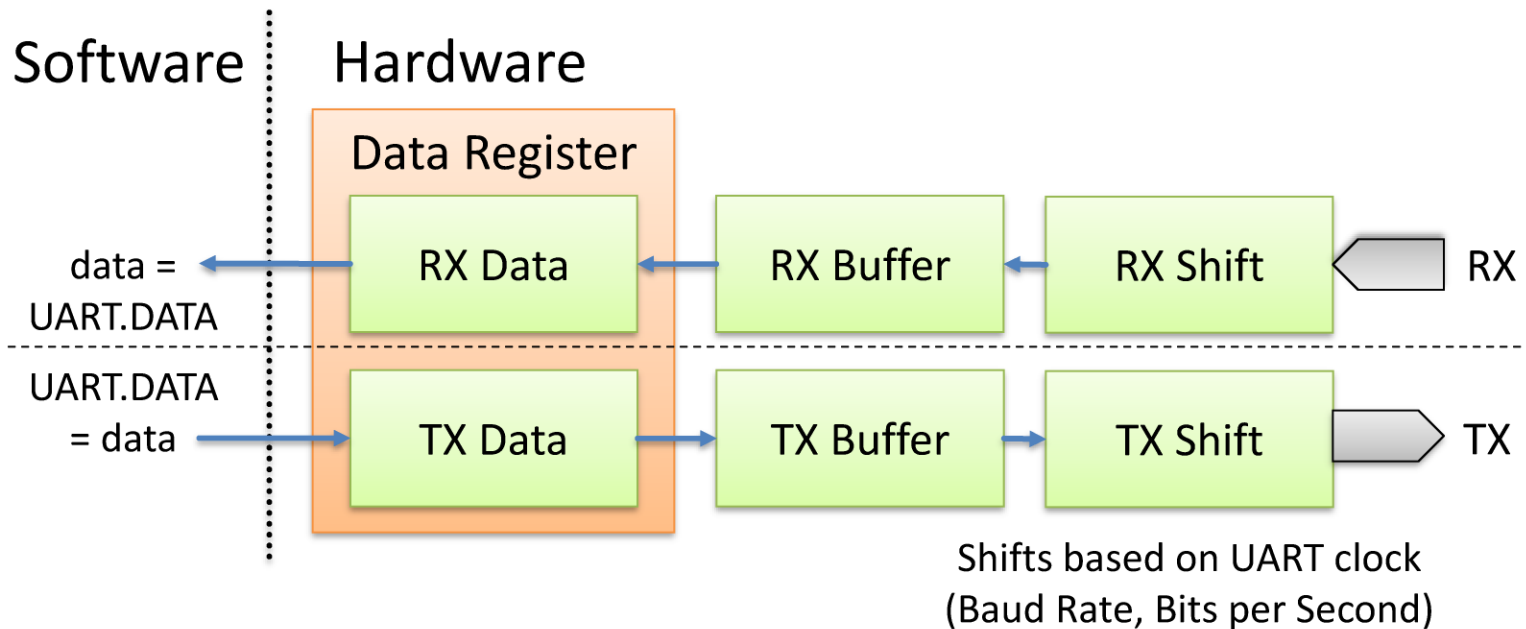 Software
Hardware
Data Register
data =
UART.DATA
RX Data
RX Buffer
RX Shift
RX
UART.DATA
= data
TX Data
TX Buffer
TX Shift
TX
Shifts based on UART clock
(Baud Rate, Bits per Second)